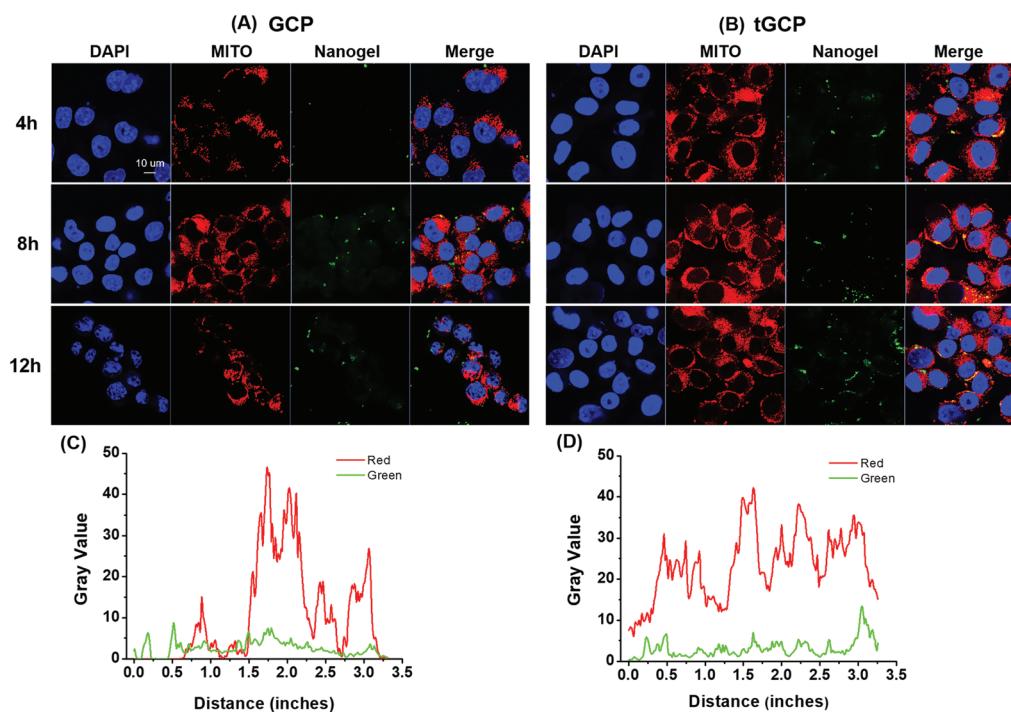 (A) GCP
(B) tGCP
DAPI MITO Nanogel Merge
DAPI MITO Nanogel Merge
4h
10 um
8h
12h
(C)
50
40
30
20
10
0
Gray Value
Red
Green
0.0 0.5 1.0 1.5 2.0 2.5 3.0 3.5
Distance (inches)
(D)
50
40
30
20
10
0
Gray Value
Red
Green
0.0 0.5 1.0 1.5 2.0 2.5 3.0 3.5
Distance (inches)